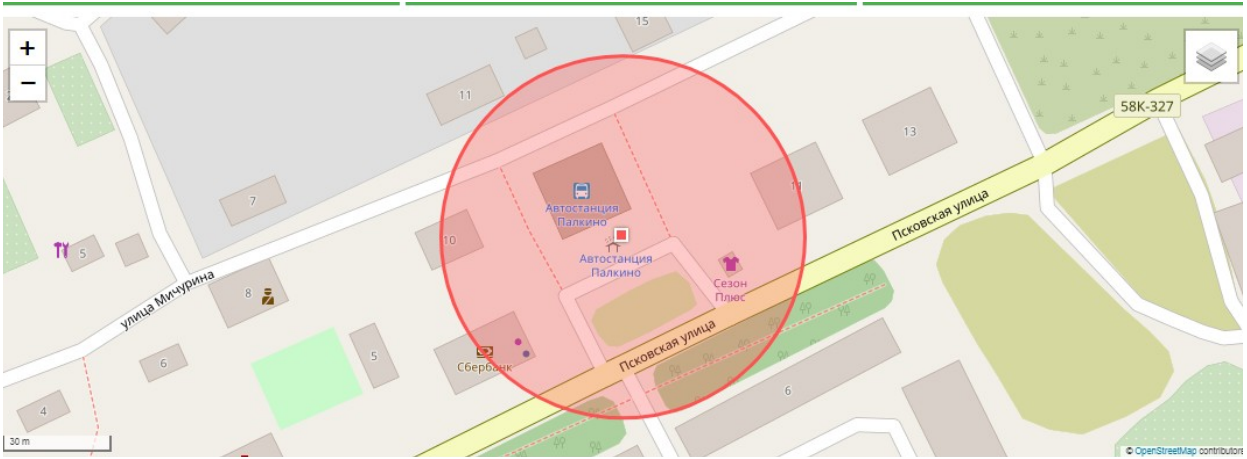 +
−
15
11
58К-327
13
11
7
Автостанция
Палкино
Псковская улица
10
5
Автостанция
Палкино
улица Мичурина
8
Сезон
Плюс
Псковская улица
Сбербанк
5
6
6
4
30 m
© OpenStreetMap contributors